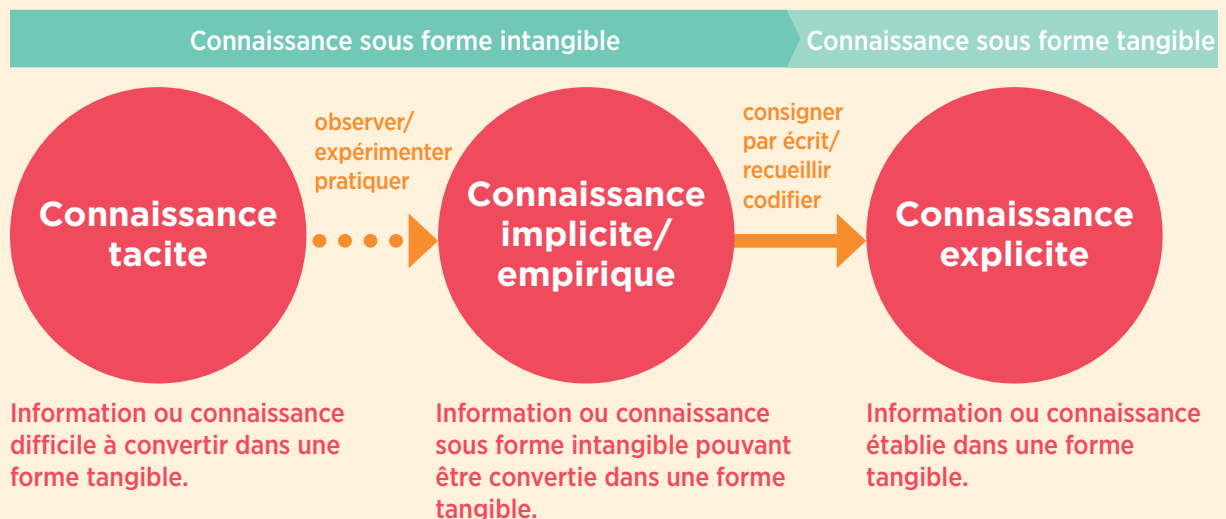 Connaissance sous forme intangible
Connaissance sous forme tangible
Connaissance
tacite
observer/
expérimenter
pratiquer
Connaissance
implicite/
empirique
consigner
par écrit/
recueillir
codifier
Connaissance
explicite
Information ou connaissance
difficile à convertir dans une
forme tangible.
Information ou connaissance
sous forme intangible pouvant
être convertie dans une forme
tangible.
Information ou connaissance
établie dans une forme
tangible.